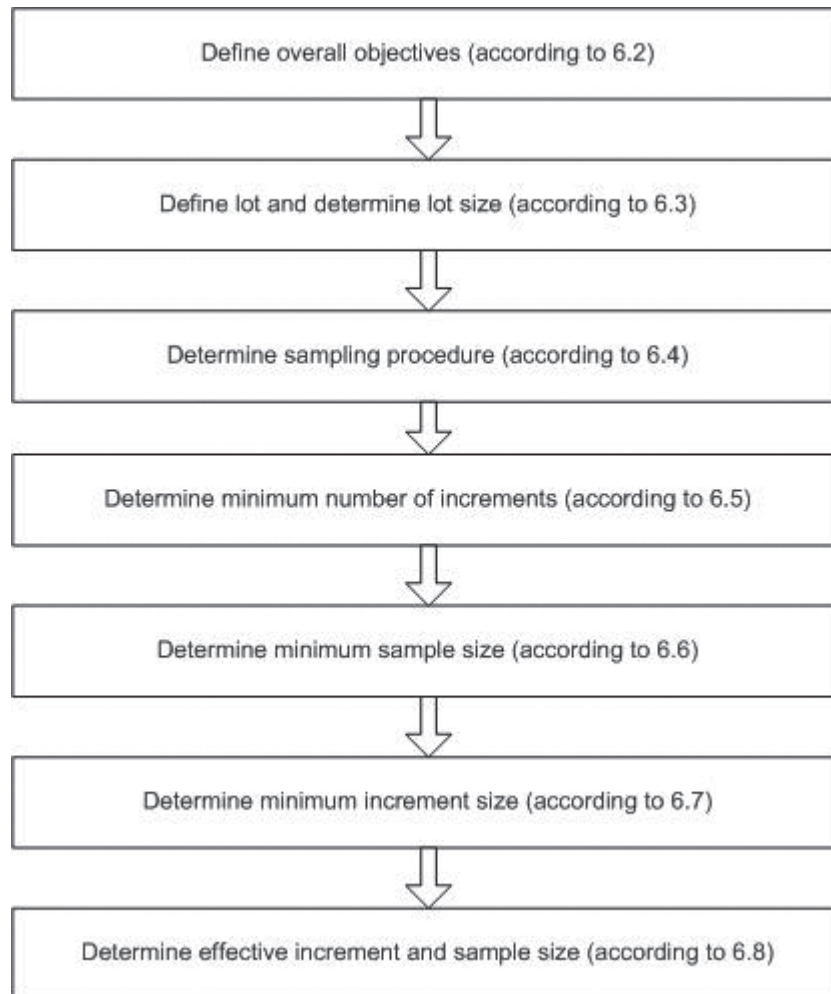 Define overall objectives (according to 6.2)
Define lot and determine lot size (according to 6.3)
Determine sampling procedure (according to 6.4)
Determine minimum number of increments (according to 6.5)
Determine minimum sample size (according to 6.6)
Determine minimum increment size (according to 6.7)
Determine effective increment and sample size (according to 6.8)